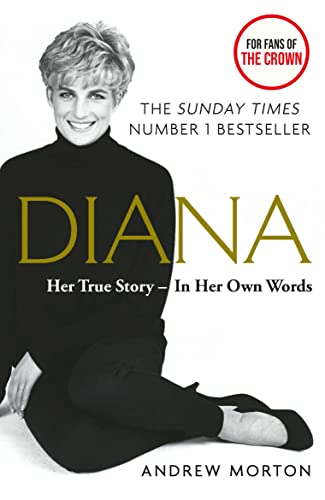 FOR FANS OF
THE CROWN
THE SUNDAY TIMES
NUMBER 1 BESTSELLER
DIANA
Her True Story – In Her Own Words
ANDREW MORTON